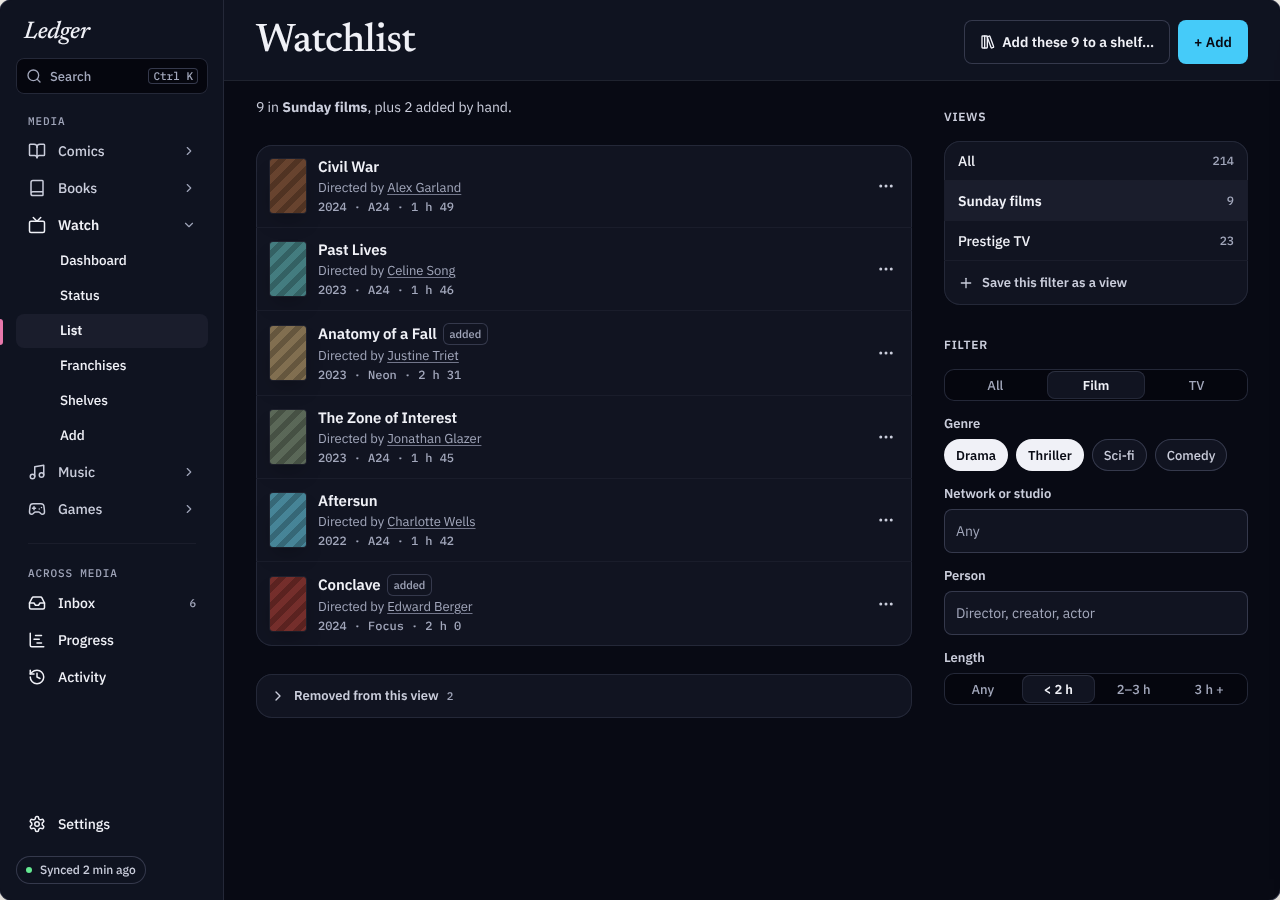 Ledger
Search Ctrl K
MEDIA
Comics
Books
Watch
Dashboard
Status
List
Franchises
Shelves
Add
Music
Games
ACROSS MEDIA
Inbox 6
Progress
Activity
Settings
Synced 2 min ago
Watchlist
Add these 9 to a shelf…
+ Add
9 in Sunday films, plus 2 added by hand.
Civil War
Directed by Alex Garland
2024 · A24 · 1 h 49
Past Lives
Directed by Celine Song
2023 · A24 · 1 h 46
Anatomy of a Fall added
Directed by Justine Triet
2023 · Neon · 2 h 31
The Zone of Interest
Directed by Jonathan Glazer
2023 · A24 · 1 h 45
Aftersun
Directed by Charlotte Wells
2022 · A24 · 1 h 42
Conclave added
Directed by Edward Berger
2024 · Focus · 2 h 0
Removed from this view 2
VIEWS
All 214
Sunday films 9
Prestige TV 23
Save this filter as a view
FILTER
All Film TV
Genre
Drama Thriller Sci-fi Comedy
Network or studio
Any
Person
Director, creator, actor
Length
Any < 2 h 2–3 h 3 h +